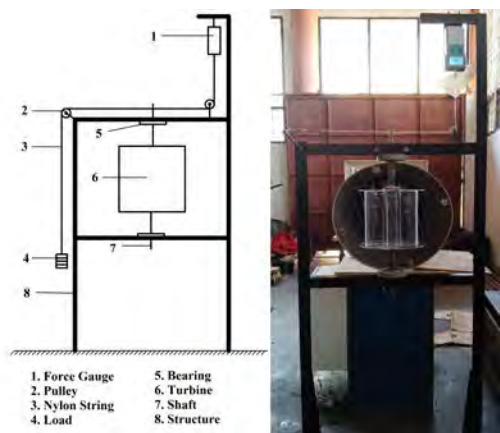 1
2
3
4
5
6
7
8
1. Force Gauge
2. Pulley
3. Nylon String
4. Load
5. Bearing
6. Turbine
7. Shaft
8. Structure